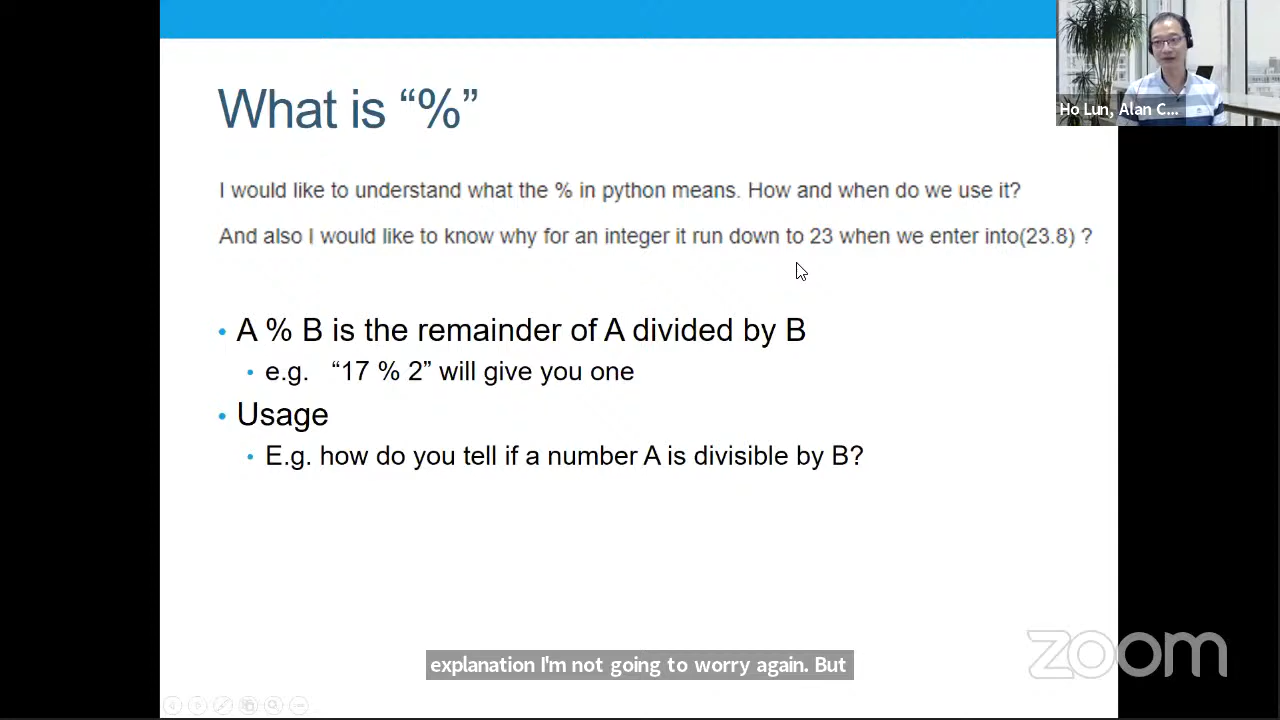 What is “%”
Ho Lun, Alan C...
I would like to understand what the % in python means. How and when do we use it?
And also I would like to know why for an integer it run down to 23 when we enter into(23.8) ?
• A % B is the remainder of A divided by B
• e.g. “17 % 2” will give you one
• Usage
• E.g. how do you tell if a number A is divisible by B?
zoom
explanation I'm not going to worry again. But